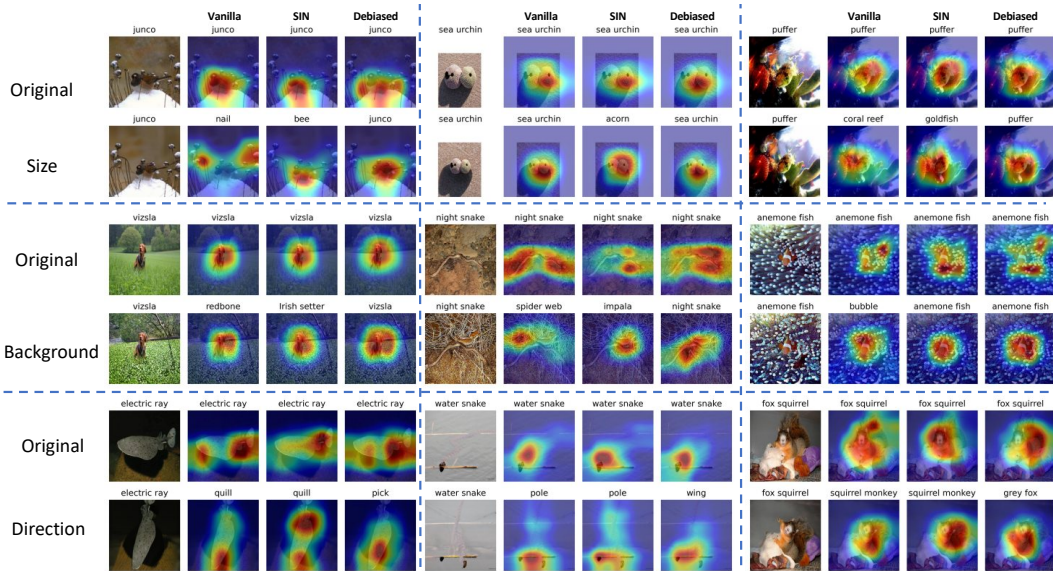 Vanilla SIN Debiased Vanilla SIN Debiased Vanilla SIN Debiased
junco junco junco junco sea urchin sea urchin sea urchin sea urchin puffer puffer puffer puffer
Original
junco nail bee junco sea urchin sea urchin acorn sea urchin puffer coral reef goldfish puffer
Size
vizsla vizsla vizsla vizsla night snake night snake night snake night snake anemone fish anemone fish anemone fish anemone fish
Original
vizsla redbone Irish setter vizsla night snake spider web impala night snake anemone fish bubble anemone fish anemone fish
Background
electric ray electric ray electric ray electric ray water snake water snake water snake water snake fox squirrel fox squirrel fox squirrel fox squirrel
Original
electric ray quill quill pick water snake pole pole wing fox squirrel squirrel monkey squirrel monkey grey fox
Direction